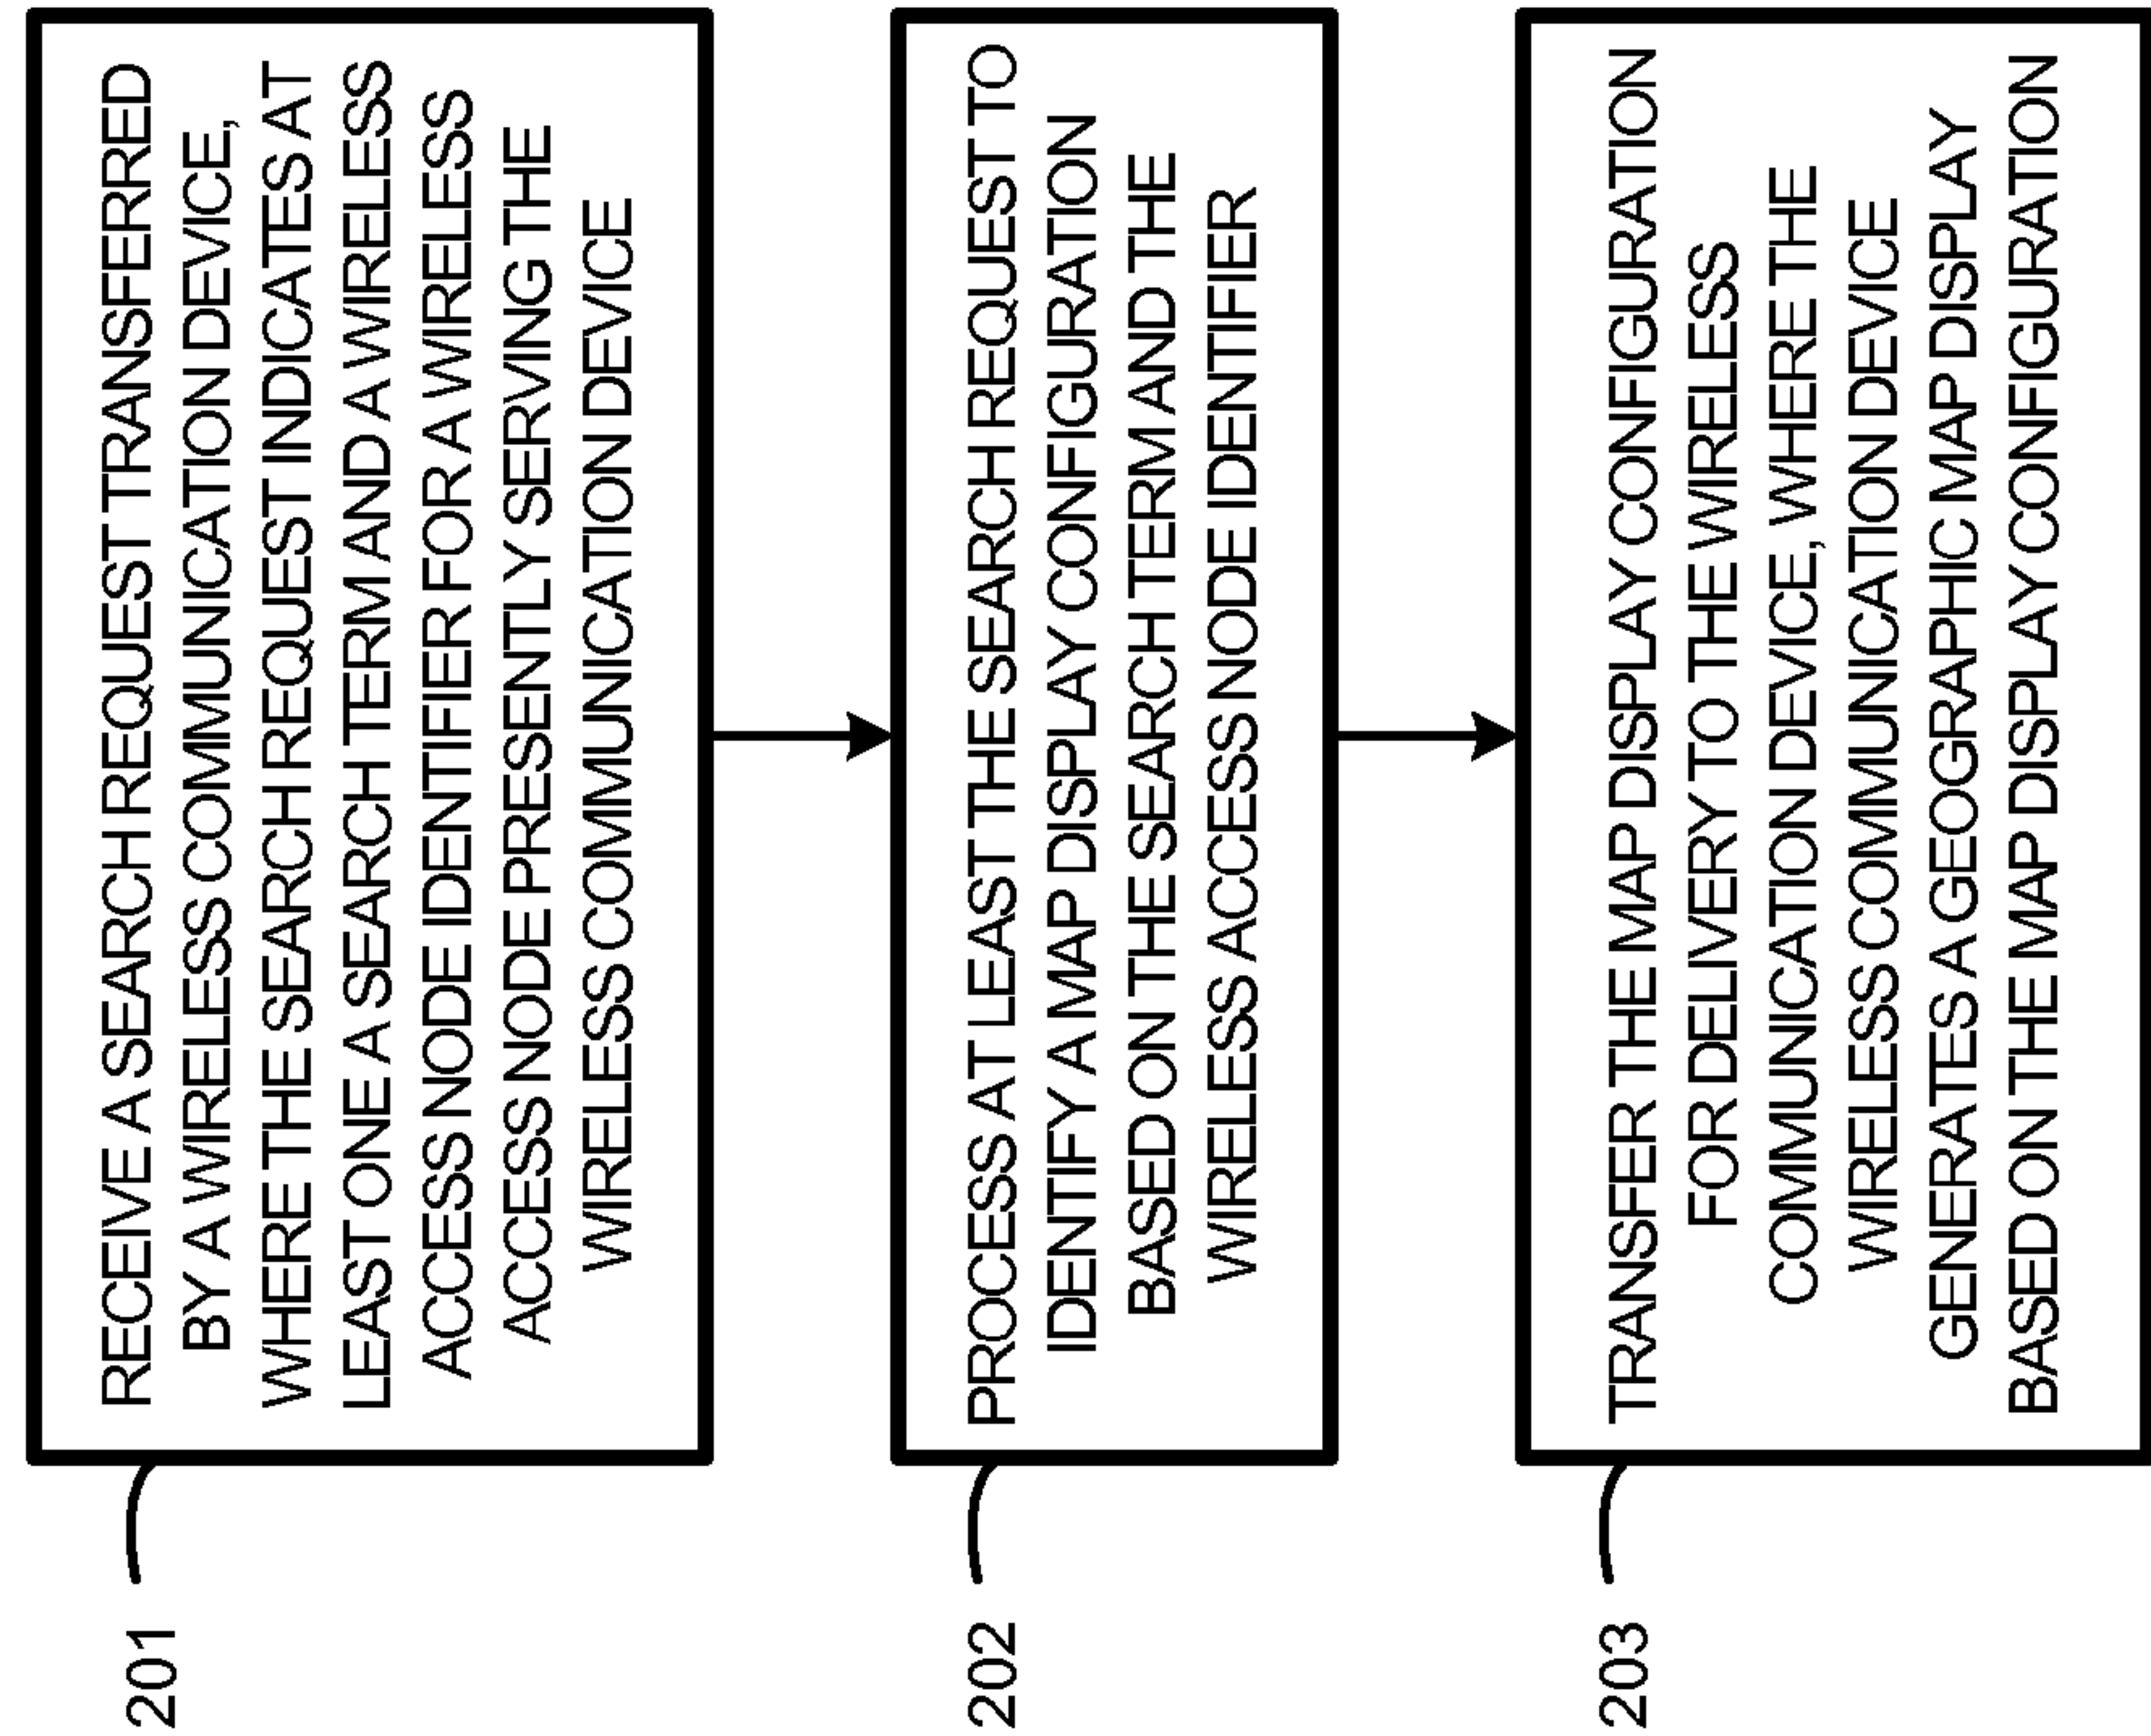 201
RECEIVE A SEARCH REQUEST TRANSFERRED
BY A WIRELESS COMMUNICATION DEVICE,
WHERE THE SEARCH REQUEST INDICATES AT
LEAST ONE A SEARCH TERM AND A WIRELESS
ACCESS NODE IDENTIFIER FOR A WIRELESS
ACCESS NODE PRESENTLY SERVING THE
WIRELESS COMMUNICATION DEVICE
202
PROCESS AT LEAST THE SEARCH REQUEST TO
IDENTIFY A MAP DISPLAY CONFIGURATION
BASED ON THE SEARCH TERM AND THE
WIRELESS ACCESS NODE IDENTIFIER
203
TRANSFER THE MAP DISPLAY CONFIGURATION
FOR DELIVERY TO THE WIRELESS
COMMUNICATION DEVICE, WHERE THE
WIRELESS COMMUNICATION DEVICE
GENERATES A GEOGRAPHIC MAP DISPLAY
BASED ON THE MAP DISPLAY CONFIGURATION